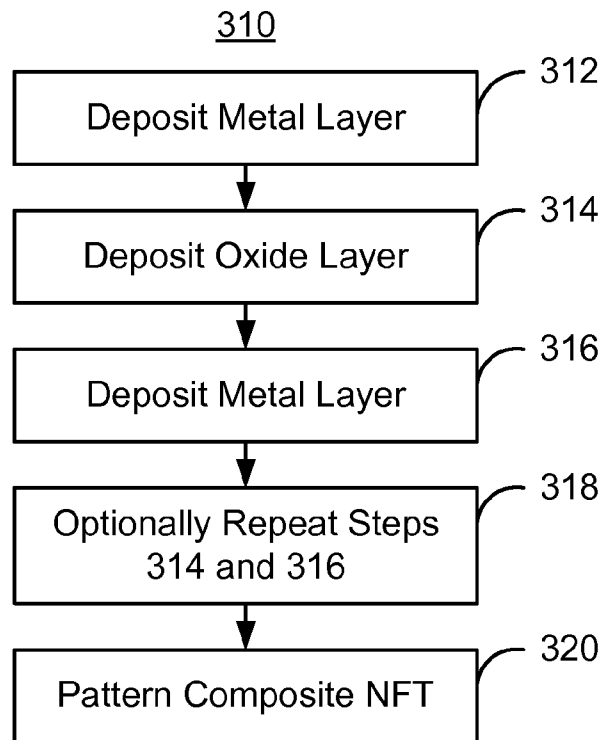 310
Deposit Metal Layer
312
Deposit Oxide Layer
314
Deposit Metal Layer
316
Optionally Repeat Steps
314 and 316
318
Pattern Composite NFT
320